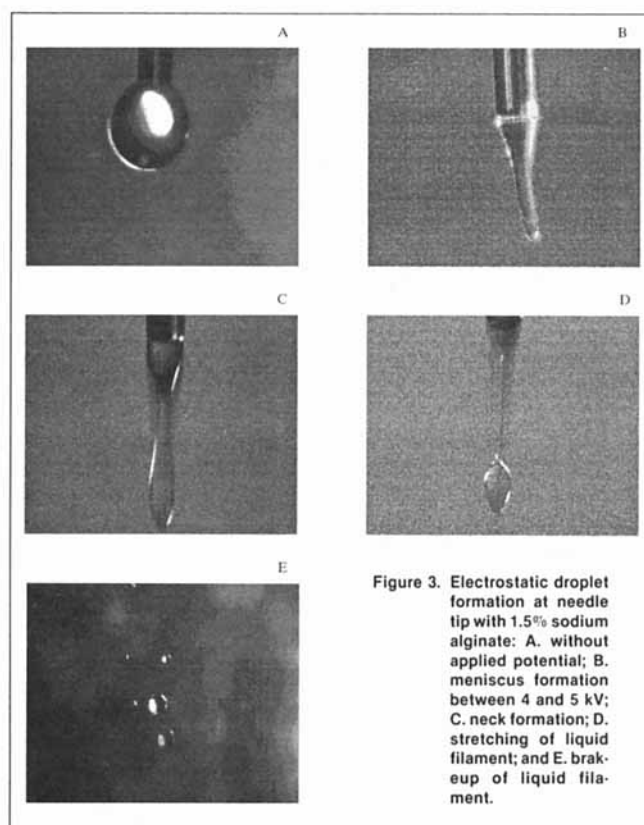 A
B
C
D
E
Figure 3. Electrostatic droplet
formation at needle
tip with 1.5% sodium
alginate: A. without
applied potential; B.
meniscus formation
between 4 and 5 kV;
C. neck formation; D.
stretching of liquid
filament; and E. brak-
eup of liquid fila-
ment.